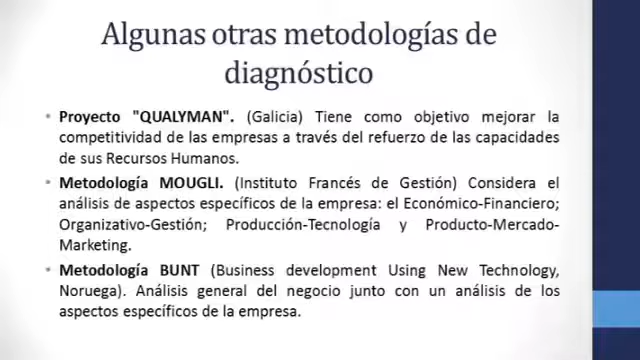 Algunas otras metodologías de
diagnóstico
• Proyecto "QUALYMAN". (Galicia) Tiene como objetivo mejorar la
competitividad de las empresas a través del refuerzo de las capacidades
de sus Recursos Humanos.
• Metodología MOUGLI. (Instituto Francés de Gestión) Considera el
análisis de aspectos específicos de la empresa: el Económico-Financiero;
Organizativo-Gestión; Producción-Tecnología y Producto-Mercado-
Marketing.
• Metodología BUNT (Business development Using New Technology,
Noruega). Análisis general del negocio junto con un análisis de los
aspectos específicos de la empresa.